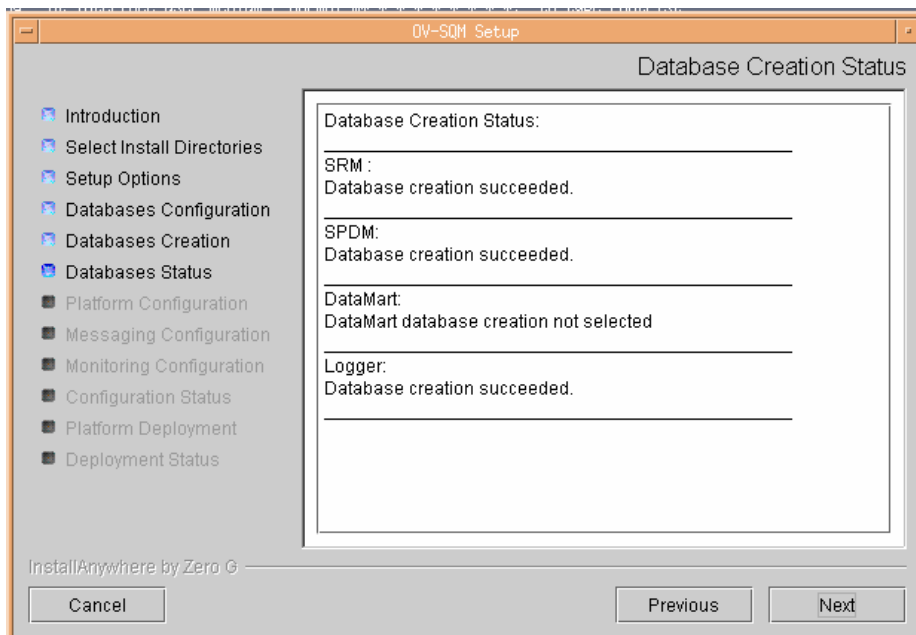 OV-SQM Setup
Database Creation Status
Introduction
Select Install Directories
Setup Options
Databases Configuration
Databases Creation
Databases Status
Platform Configuration
Messaging Configuration
Monitoring Configuration
Configuration Status
Platform Deployment
Deployment Status
Database Creation Status:
SRM :
Database creation succeeded.
SPDM:
Database creation succeeded.
DataMart:
DataMart database creation not selected
Logger:
Database creation succeeded.
InstallAnywhere by Zero G
Cancel
Previous
Next